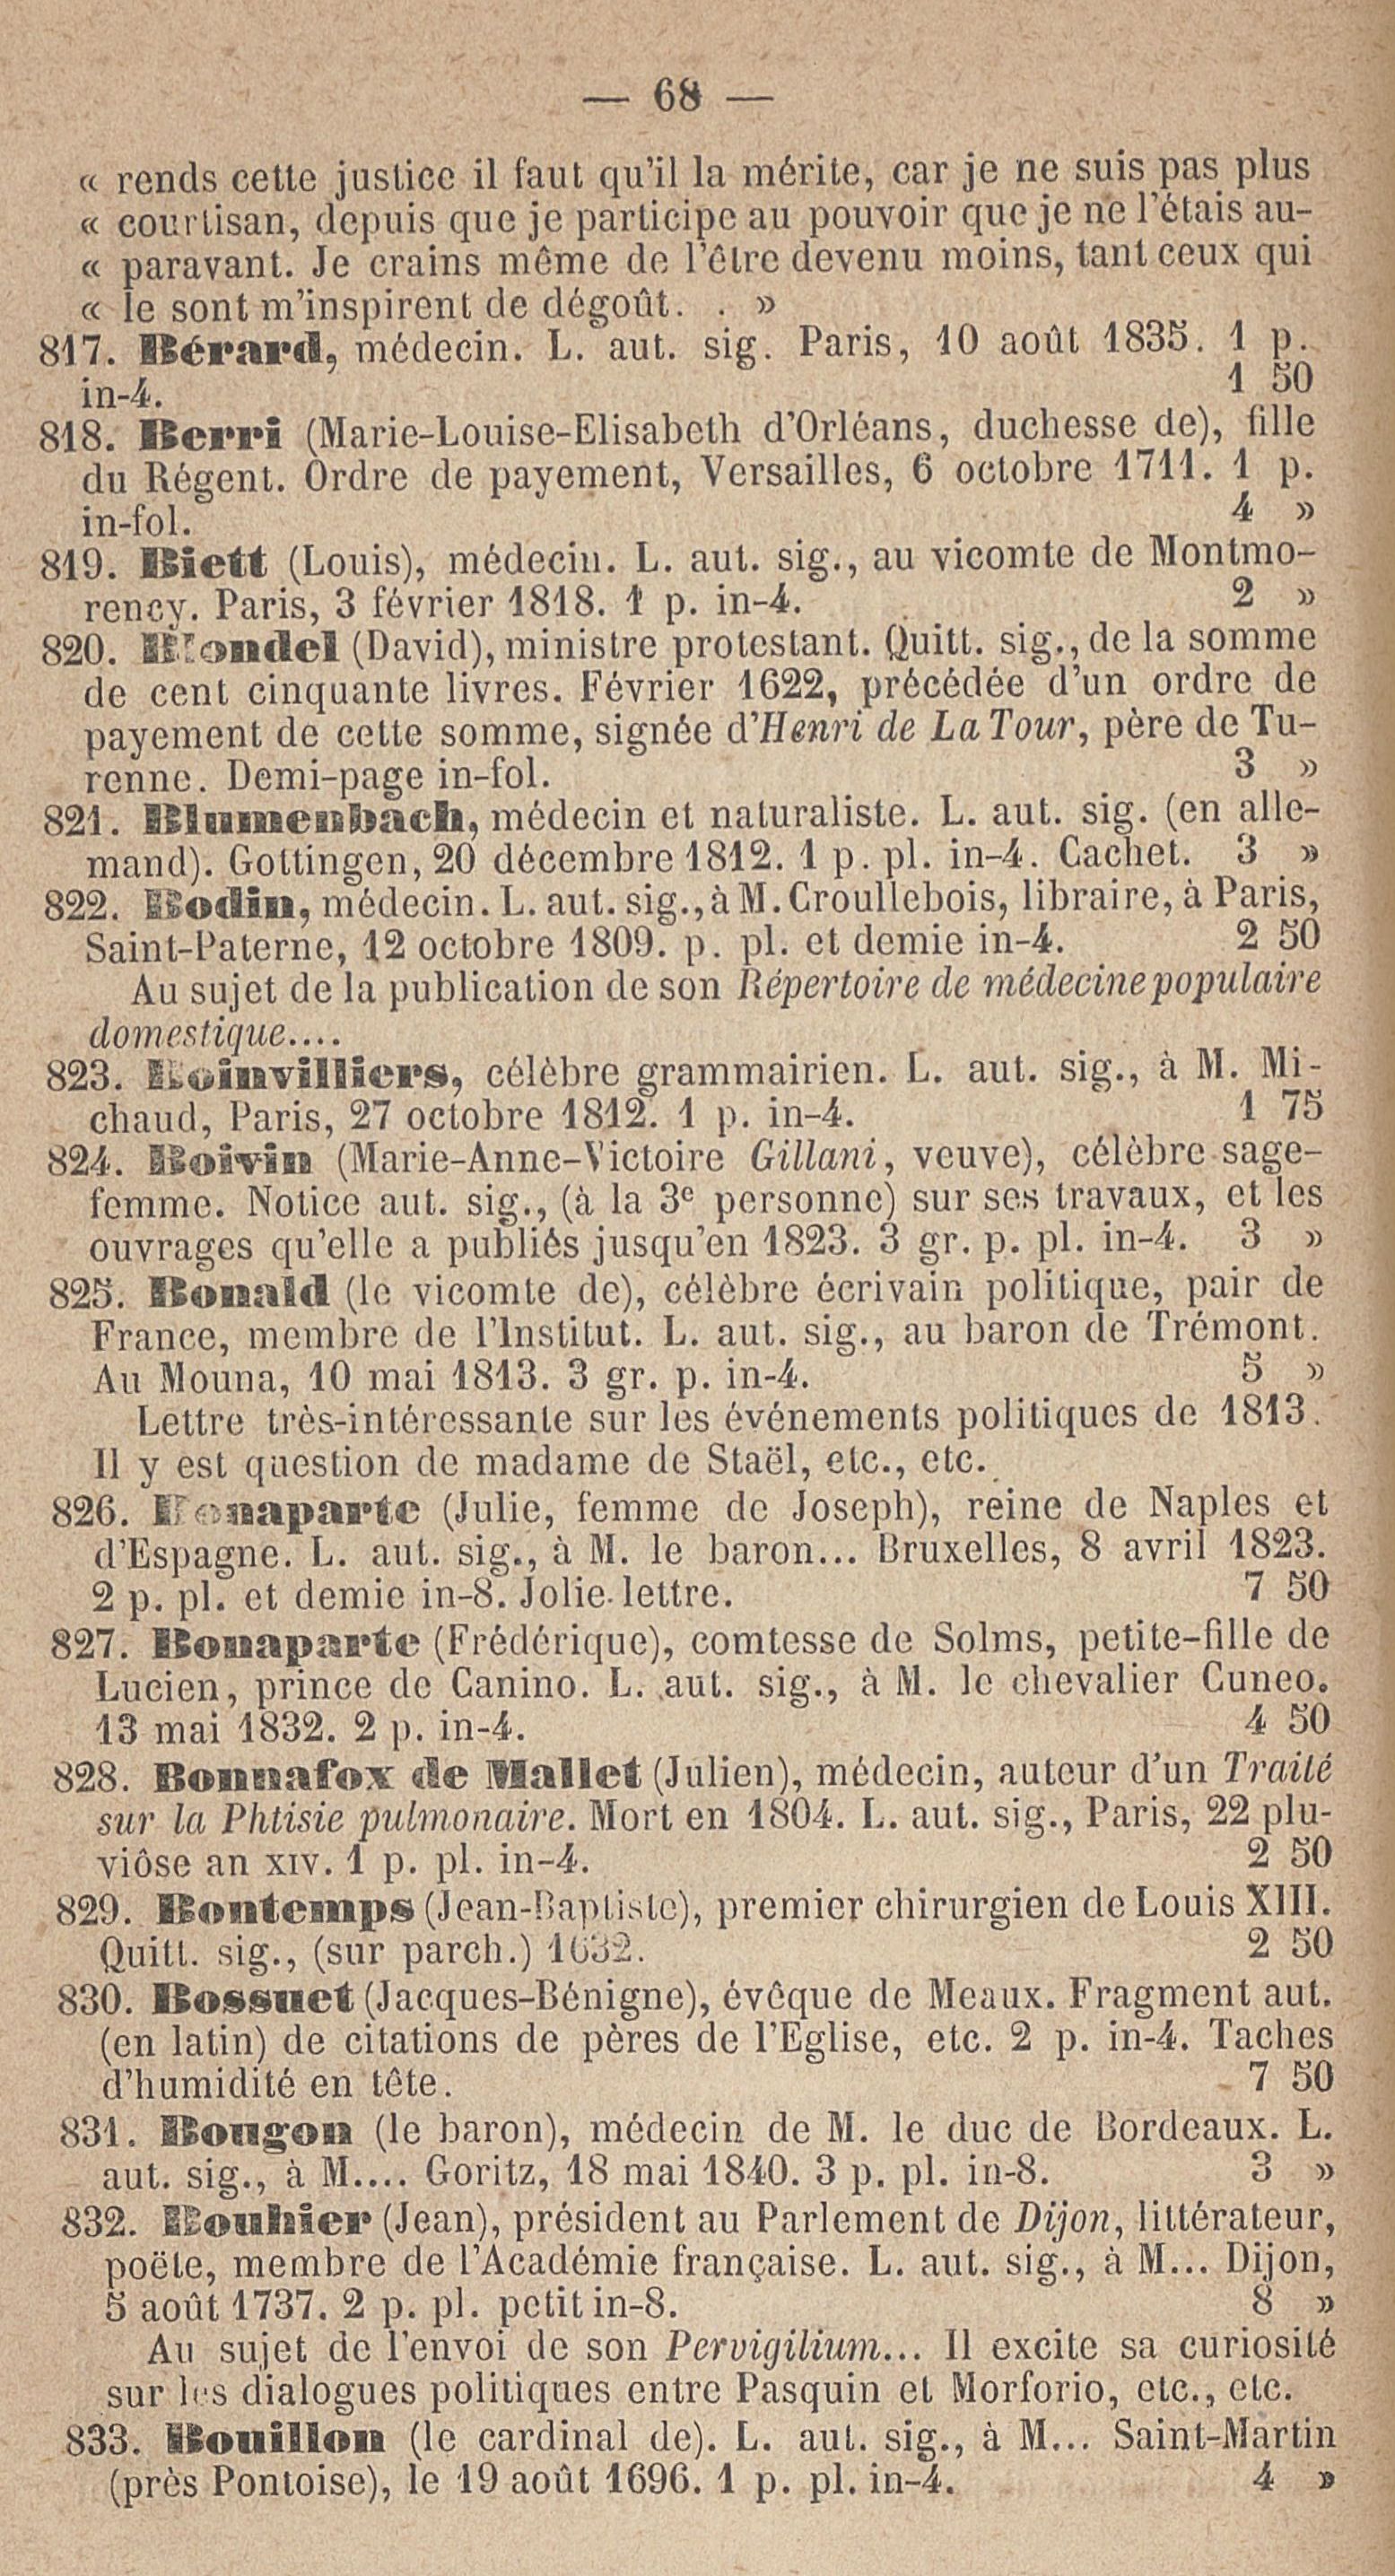 — 68 —
« rends cette justice il faut qu'il la mérite, car je ne suis pas plus
« courtisan, depuis que je participe au pouvoir que je ne l'étais au-
« paravant. Je crains même de l'être devenu moins, tant ceux qui
« le sont m'inspirent de dégoût. . »
817. Bérard, médecin. L. aut. sig. Paris, 10 août 1835. 1 p.
in-4. 1 50
818. Berri (Marie-Louise-Elisabeth d'Orléans, duchesse de), fille
du Régent. Ordre de payement, Versailles, 6 octobre 1711. 1 p.
in-fol. 4 »
819. Biett (Louis), médecin. L. aut. sig., au vicomte de Montmo-
rency. Paris, 3 février 1818. 1 p. in-4. 2 »
820. Blondel (David), ministre protestant. Quitt. sig., de la somme
de cent cinquante livres. Février 1622, précédée d'un ordre de
payement de cette somme, signée d'Henri de La Tour, père de Tu-
renne. Demi-page in-fol. 3 »
821. Blumenbach, médecin et naturaliste. L. aut. sig. (en alle-
mand). Gottingen, 20 décembre 1812. 1 p. pl. in-4. Cachet. 3 »
822. Bodin, médecin. L. aut. sig., à M. Croullebois, libraire, à Paris,
Saint-Paterne, 12 octobre 1809. p. pl. et demie in-4. 2 50
Au sujet de la publication de son Répertoire de médecine populaire
domestique....
823. Boinvilliers, célèbre grammairien. L. aut. sig., à M. Mi-
chaud, Paris, 27 octobre 1812. 1 p. in-4. 1 75
824. Boivin (Marie-Anne-Victoire Gillani, veuve), célèbre sage-
femme. Notice aut. sig., (à la 3e personne) sur ses travaux, et les
ouvrages qu'elle a publiés jusqu'en 1823. 3 gr. p. pl. in-4. 3 »
825. Bonald (le vicomte de), célèbre écrivain politique, pair de
France, membre de l'Institut. L. aut. sig., au baron de Trémont.
Au Mouna, 10 mai 1813. 3 gr. p. in-4. 5 »
Lettre très-intéressante sur les événements politiques de 1813.
Il y est question de madame de Staël, etc., etc.
826. Bonaparte (Julie, femme de Joseph), reine de Naples et
d'Espagne. L. aut. sig., à M. le baron... Bruxelles, 8 avril 1823.
2 p. pl. et demie in-8. Jolie lettre. 7 50
827. Bonaparte (Frédérique), comtesse de Solms, petite-fille de
Lucien, prince de Canino. L. aut. sig., à M. le chevalier Cuneo.
13 mai 1832. 2 p. in-4. 4 50
828. Bonnafox de Mallet (Julien), médecin, auteur d'un Traité
sur la Phtisie pulmonaire. Mort en 1804. L. aut. sig., Paris, 22 plu-
viôse an XIV. 1 p. pl. in-4. 2 50
829. Bontemps (Jean-Baptiste), premier chirurgien de Louis XIII.
Quitt. sig., (sur parch.) 1632. 2 50
830. Bossuet (Jacques-Bénigne), évêque de Meaux. Fragment aut.
(en latin) de citations de pères de l'Eglise, etc. 2 p. in-4. Taches
d'humidité en tête. 7 50
831. Bougon (le baron), médecin de M. le duc de Bordeaux. L.
aut. sig., à M.... Goritz, 18 mai 1840. 3 p. pl. in-8. 3 »
832. Bouhier (Jean), président au Parlement de Dijon, littérateur,
poëte, membre de l'Académie française. L. aut. sig., à M... Dijon,
5 août 1737. 2 p. pl. petit in-8. 8 »
Au sujet de l'envoi de son Pervigilium... Il excite sa curiosité
sur les dialogues politiques entre Pasquin et Morforio, etc., etc.
833. Bouillon (le cardinal de). L. aut. sig., à M... Saint-Martin
(près Pontoise), le 19 août 1696. 1 p. pl. in-4. 4 »